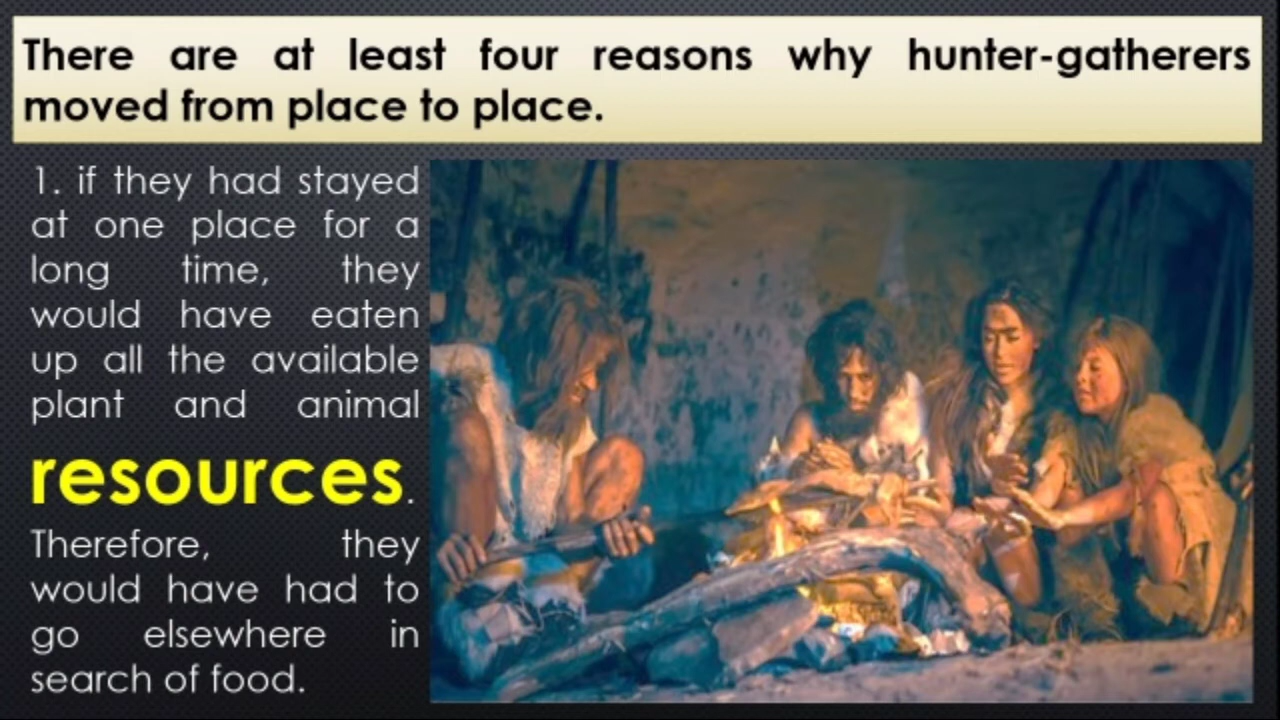 There are at least four reasons why hunter-gatherers
moved from place to place.
1. if they had stayed
at one place for a
long time, they
would have eaten
up all the available
plant and animal
resources.
Therefore, they
would have had to
go elsewhere in
search of food.